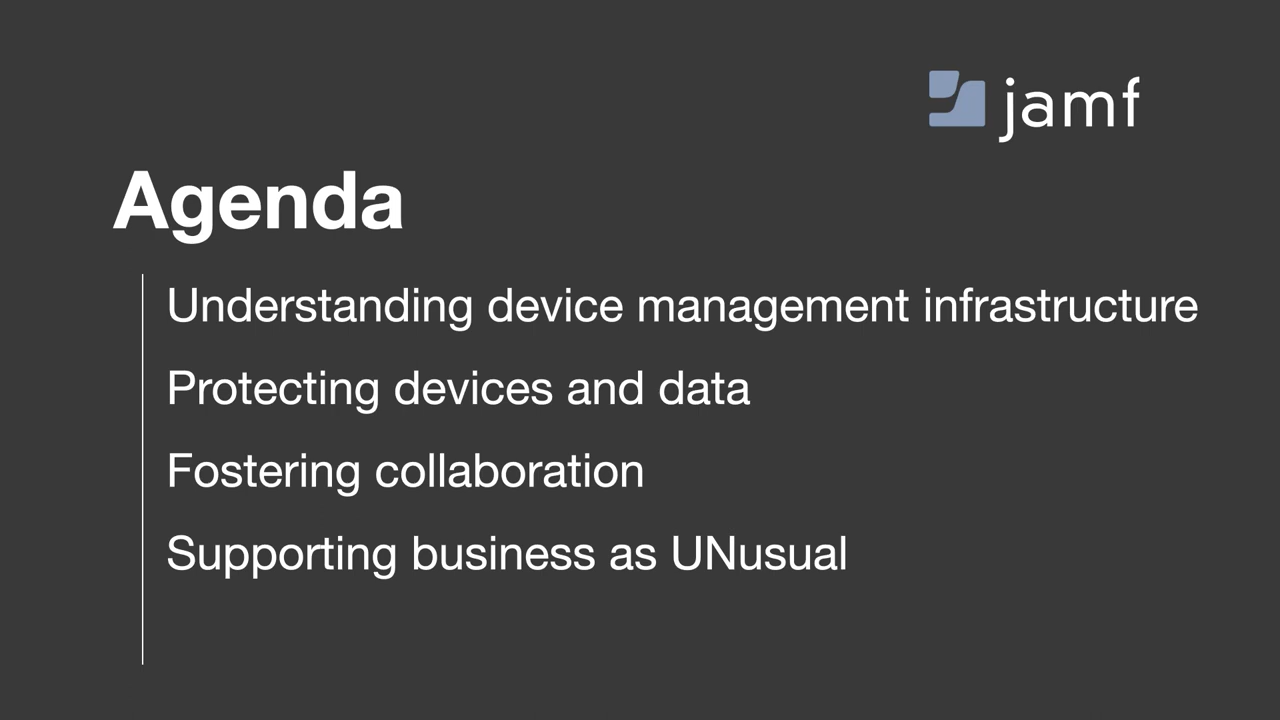 jamf
Agenda
Understanding device management infrastructure
Protecting devices and data
Fostering collaboration
Supporting business as UNusual